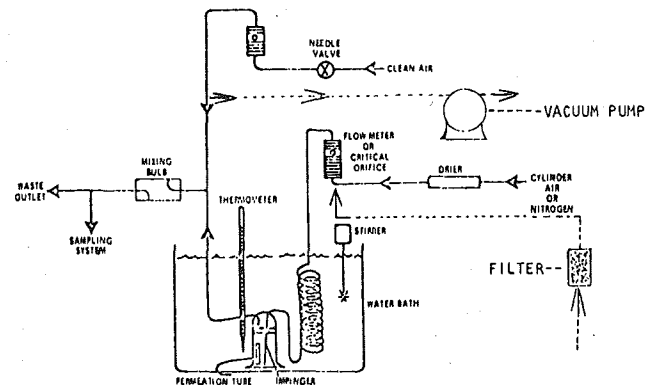 NEEDLE
VALVE
CLEAN AIR
VACUUM PUMP
FLOW METER
OR
CRITICAL
ORIFICE
DRIER
CYLINDER
AIR
OR
NITROGEN
MIXING
BULB
WASTE
OUTLET
THERMOMETER
STIRRER
SAMPLING
SYSTEM
FILTER
WATER BATH
PERMEATION TUBE
IMPINGER